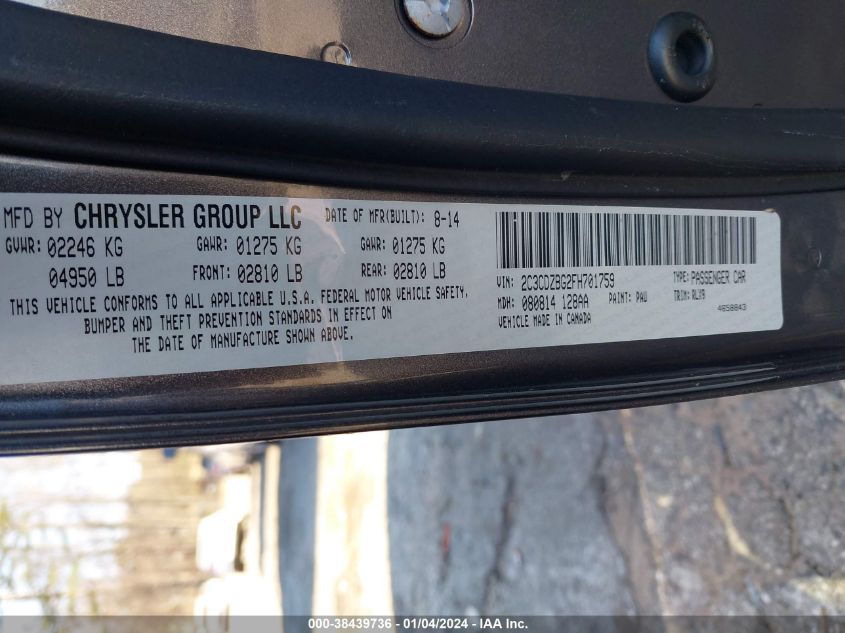 MFD BY CHRYSLER GROUP LLC DATE OF MFR(BUILT): 8-14
GVWR: 02246 KG GAWR: 01275 KG GAWR: 01275 KG
04950 LB FRONT: 02810 LB REAR: 02810 LB
THIS VEHICLE CONFORMS TO ALL APPLICABLE U.S.A. FEDERAL MOTOR VEHICLE SAFETY,
BUMPER AND THEFT PREVENTION STANDARDS IN EFFECT ON
THE DATE OF MANUFACTURE SHOWN ABOVE.
VIN: 2C3CDZBG2FH701759 TYPE: PASSENGER CAR
MDH: 080814 128AA PAINT: PAU TRIM: RLX9
VEHICLE MADE IN CANADA 4658843
000-38439736 - 01/04/2024 - IAA Inc.